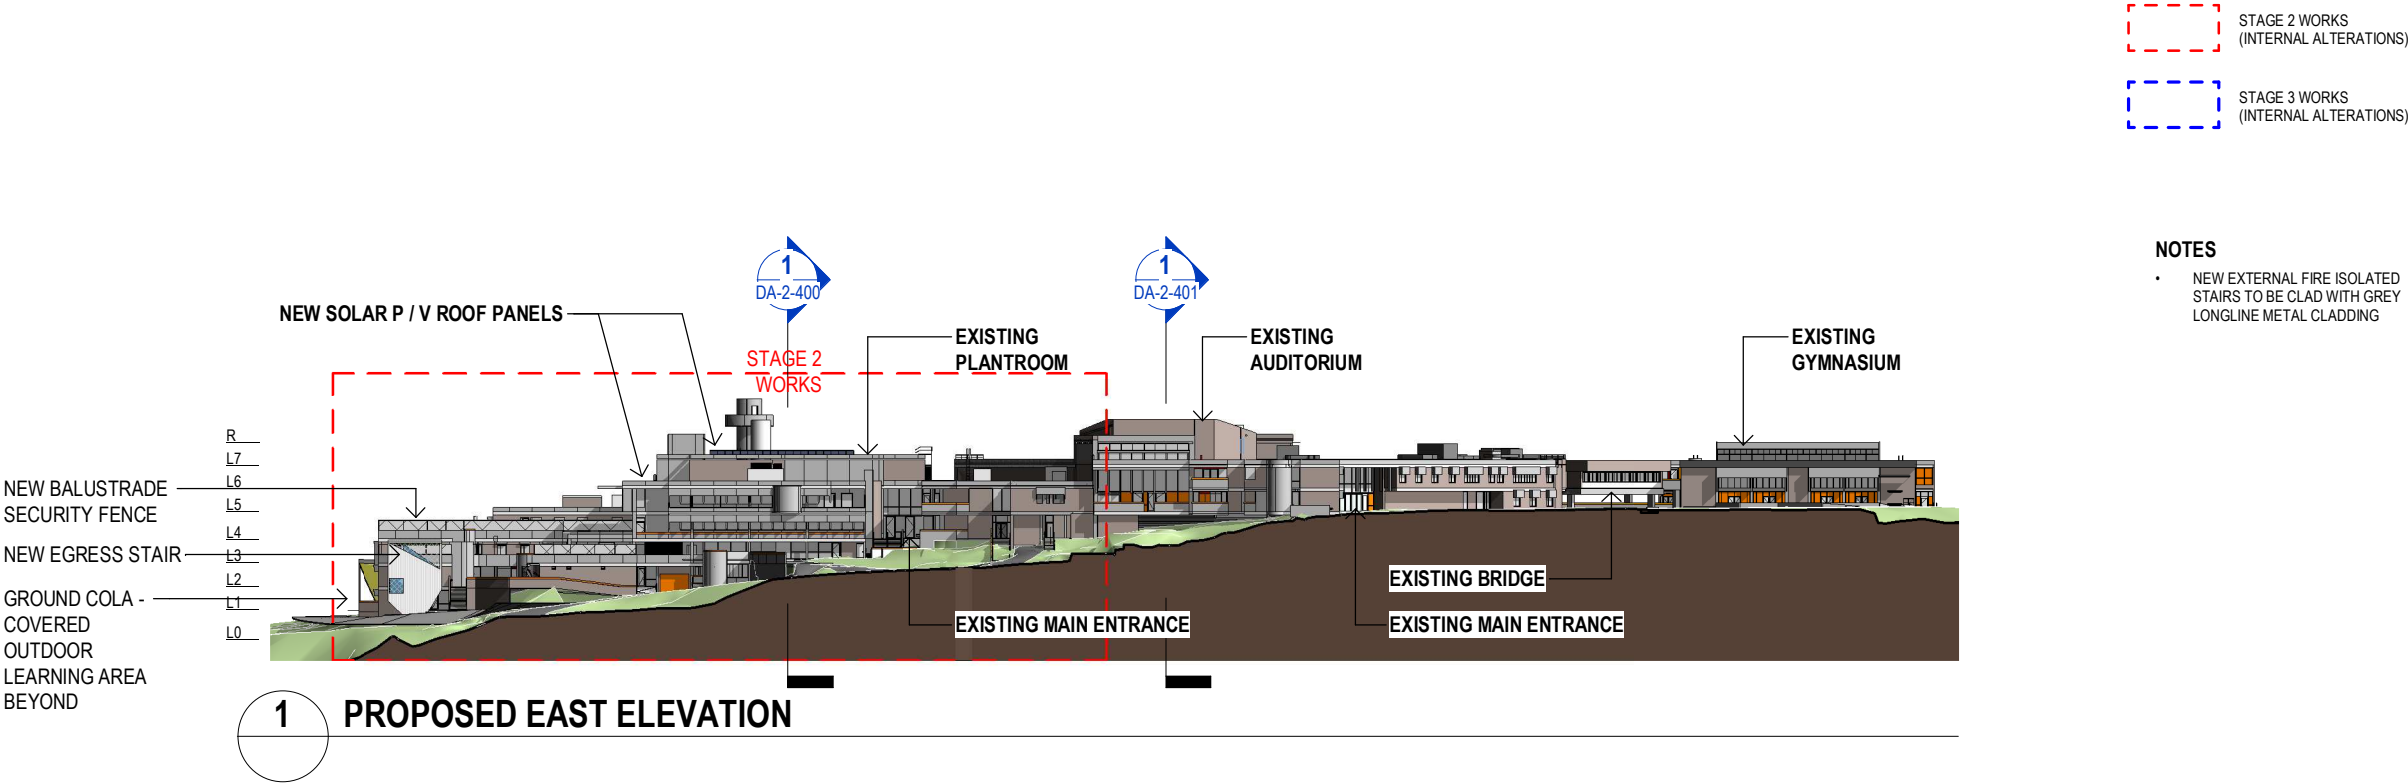 STAGE 2 WORKS
(INTERNAL ALTERATIONS)
STAGE 3 WORKS
(INTERNAL ALTERATIONS)
NOTES
• NEW EXTERNAL FIRE ISOLATED
STAIRS TO BE CLAD WITH GREY
LONGLINE METAL CLADDING
1
DA-2-400
1
DA-2-401
NEW SOLAR P / V ROOF PANELS
STAGE 2
WORKS
EXISTING
PLANTROOM
EXISTING
AUDITORIUM
EXISTING
GYMNASIUM
R
L7
L6
L5
L4
L3
L2
L1
L0
NEW BALUSTRADE
SECURITY FENCE
NEW EGRESS STAIR
GROUND COLA -
COVERED
OUTDOOR
LEARNING AREA
BEYOND
EXISTING BRIDGE
EXISTING MAIN ENTRANCE
EXISTING MAIN ENTRANCE
1
PROPOSED EAST ELEVATION